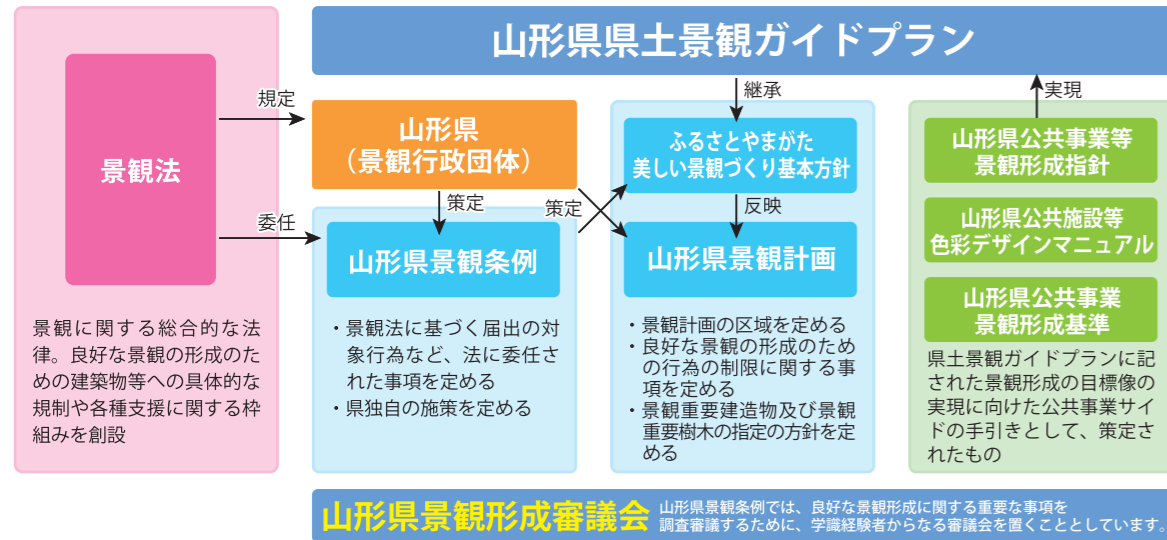 山形県県土景観ガイドプラン
景観法
規定
委任
景観に関する総合的な法
律。良好な景観の形成のた
めの建築物等への具体的な
規制や各種支援に関する枠
組みを創設
山形県
（景観行政団体）
策定
策定
山形県景観条例
・景観法に基づく届出の対
象行為など、法に委任さ
れた事項を定める
・県独自の施策を定める
継承
ふるさとやまがた
美しい景観づくり基本方針
反映
山形県景観計画
・景観計画の区域を定める
・良好な景観の形成のため
の行為の制限に関する事
項を定める
・景観重要建造物及び景観
重要樹木の指定の方針を定
める
実現
山形県公共事業等
景観形成指針
山形県公共施設等
色彩デザインマニュアル
山形県公共事業
景観形成基準
県土景観ガイドプランに記
された景観形成の目標像の
実現に向けた公共事業サイ
ドの手引きとして、策定さ
れたもの
山形県景観形成審議会
山形県景観条例では、良好な景観形成に関する重要な事項を
調査審議するために、学識経験者からなる審議会を置くこととしています。